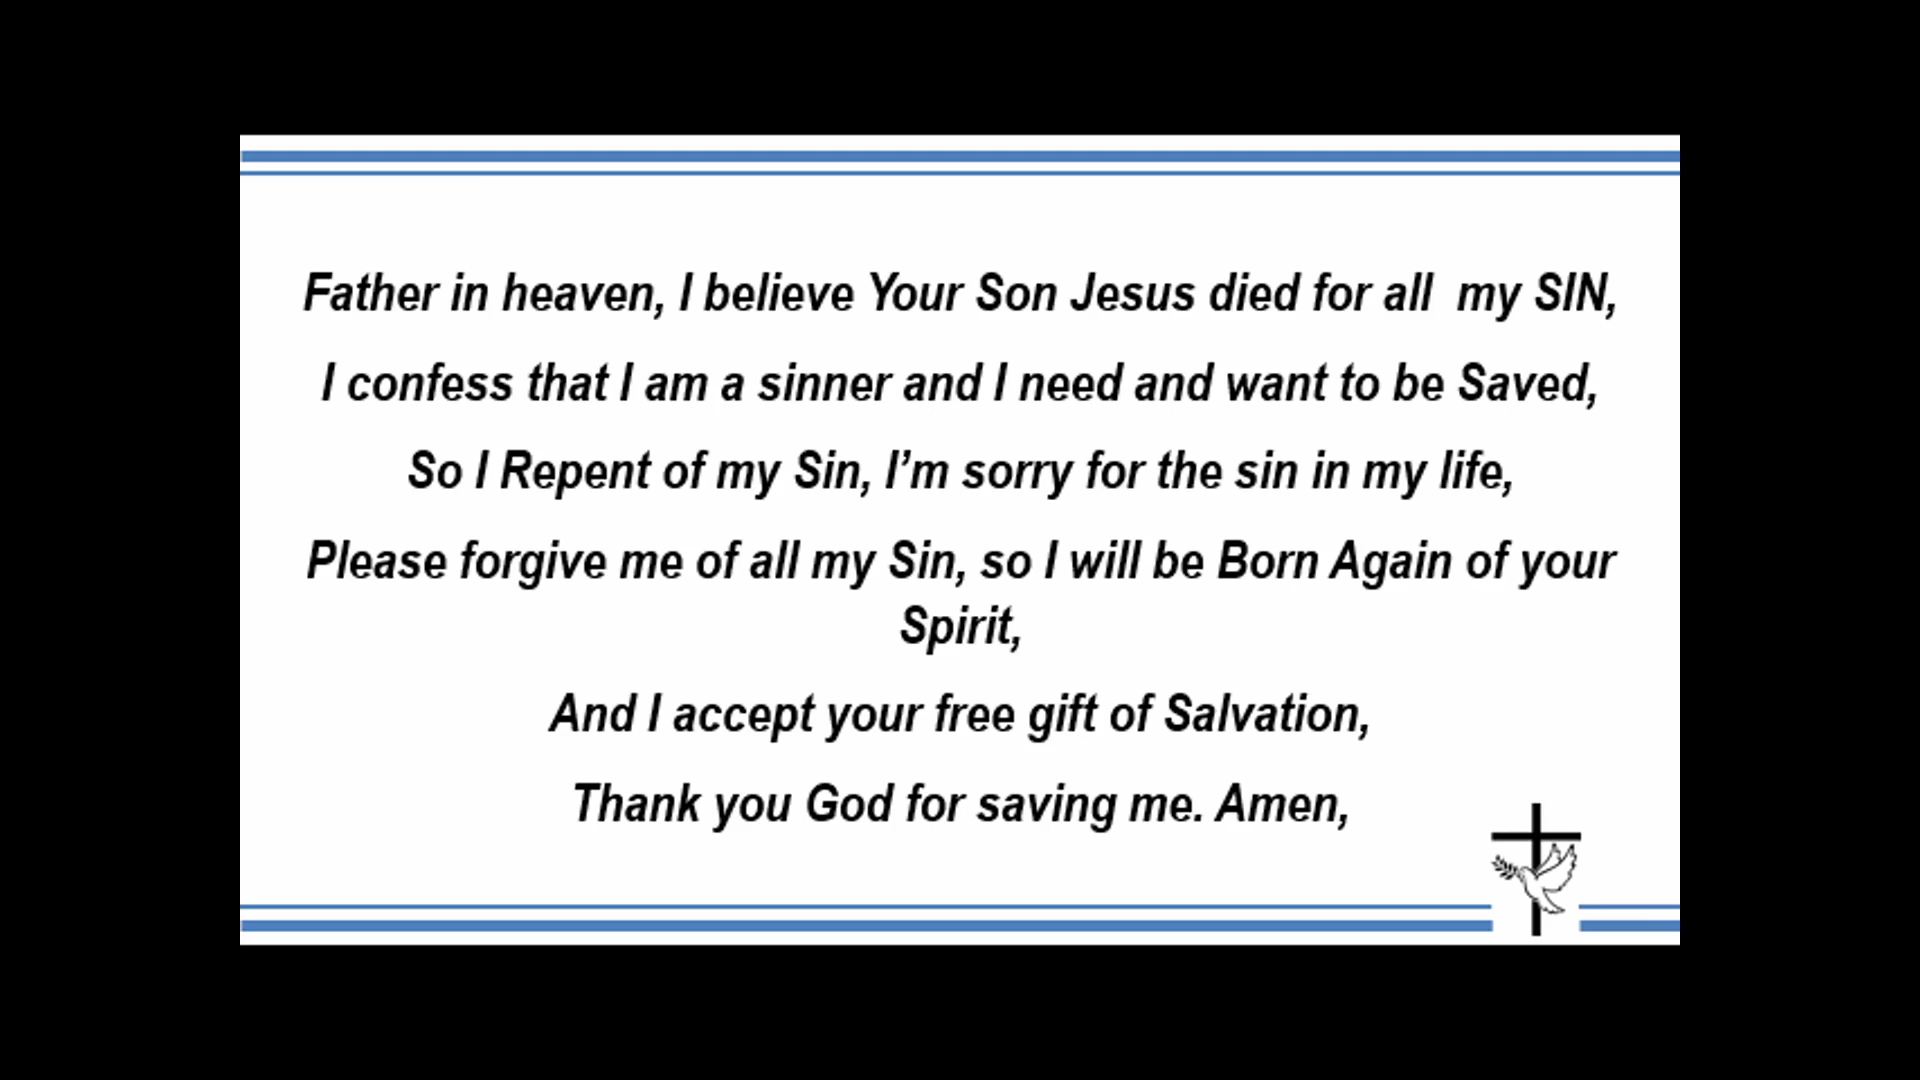 Father in heaven, I believe Your Son Jesus died for all  my SIN,
I confess that I am a sinner and I need and want to be Saved,
So I Repent of my Sin, I’m sorry for the sin in my life,
Please forgive me of all my Sin, so I will be Born Again of your
Spirit,
And I accept your free gift of Salvation,
Thank you God for saving me. Amen,